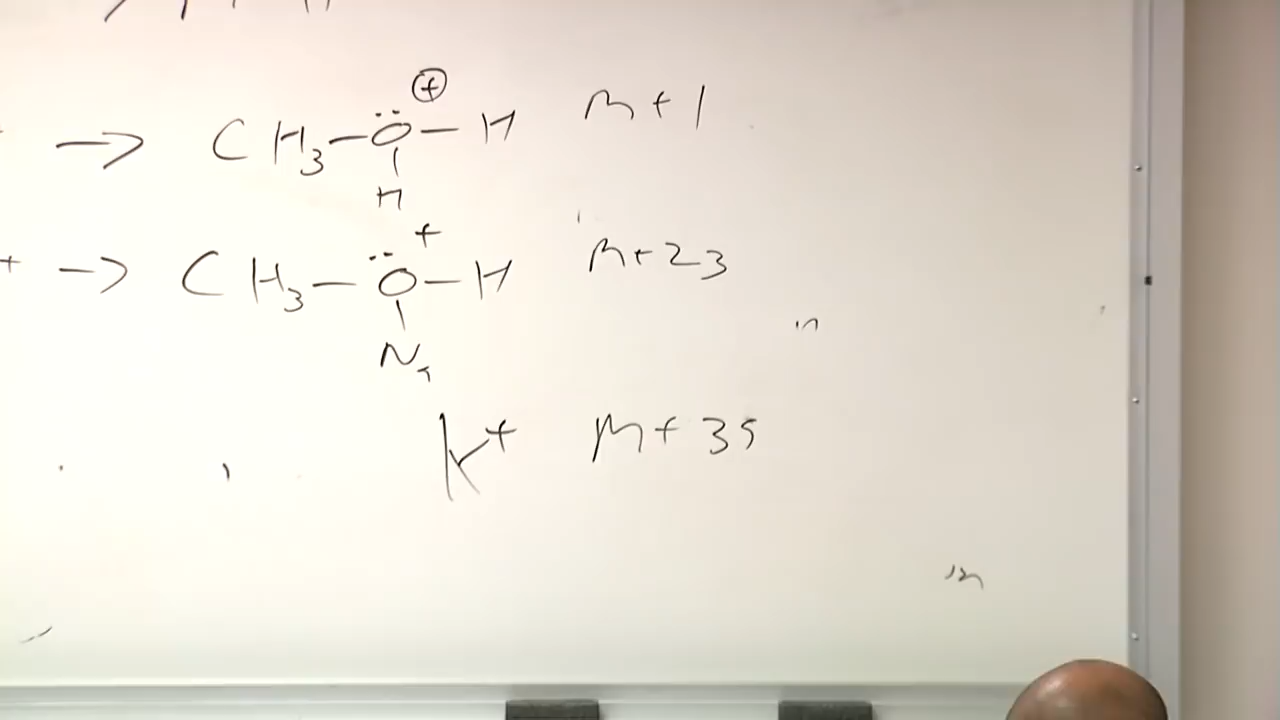 ⊕
+ → CH₃—Ö—H m+1
H
+
+ → CH₃—Ö—H m+23
Na
K⁺ m+39